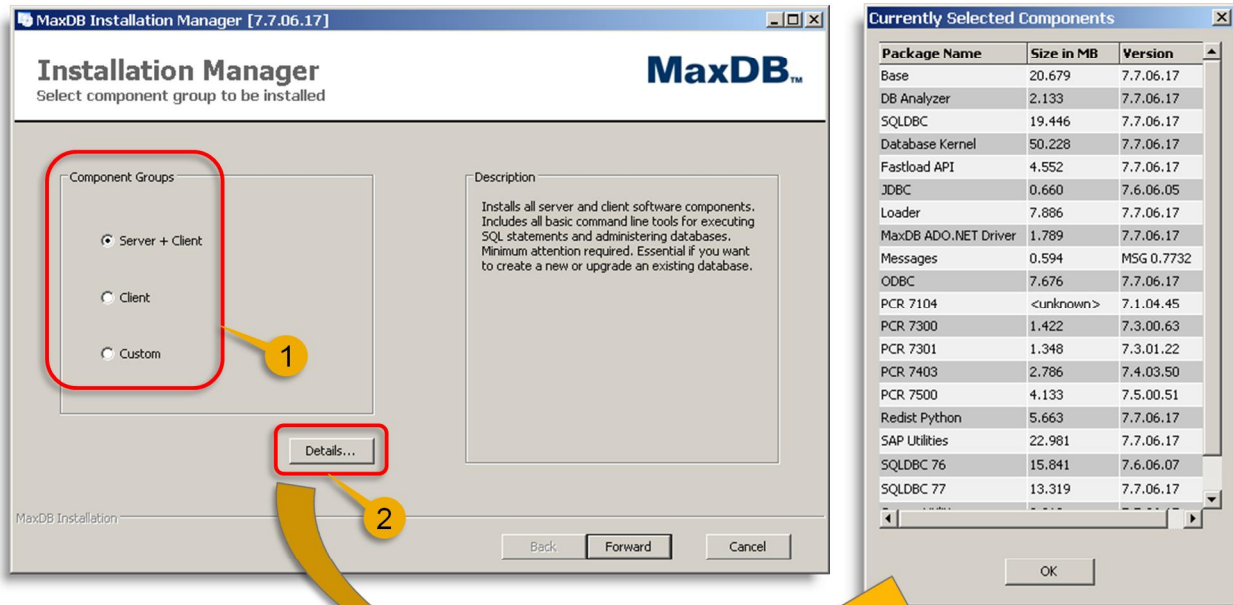 MaxDB Installation Manager [7.7.06.17]
Installation Manager
Select component group to be installed
MaxDB™
Component Groups
Server + Client
Client
Custom
1
Description
Installs all server and client software components.
Includes all basic command line tools for executing
SQL statements and administering databases.
Minimum attention required. Essential if you want
to create a new or upgrade an existing database.
Details...
2
MaxDB Installation
Back Forward Cancel
Currently Selected Components
Package Name Size in MB Version
Base 20.679 7.7.06.17
DB Analyzer 2.133 7.7.06.17
SQLDBC 19.446 7.7.06.17
Database Kernel 50.228 7.7.06.17
Fastload API 4.552 7.7.06.17
JDBC 0.660 7.6.06.05
Loader 7.886 7.7.06.17
MaxDB ADO.NET Driver 1.789 7.7.06.17
Messages 0.594 MSG 0.7732
ODBC 7.676 7.7.06.17
PCR 7104 <unknown> 7.1.04.45
PCR 7300 1.422 7.3.00.63
PCR 7301 1.348 7.3.01.22
PCR 7403 2.786 7.4.03.50
PCR 7500 4.133 7.5.00.51
Redist Python 5.663 7.7.06.17
SAP Utilities 22.981 7.7.06.17
SQLDBC 76 15.841 7.6.06.07
SQLDBC 77 13.319 7.7.06.17
OK